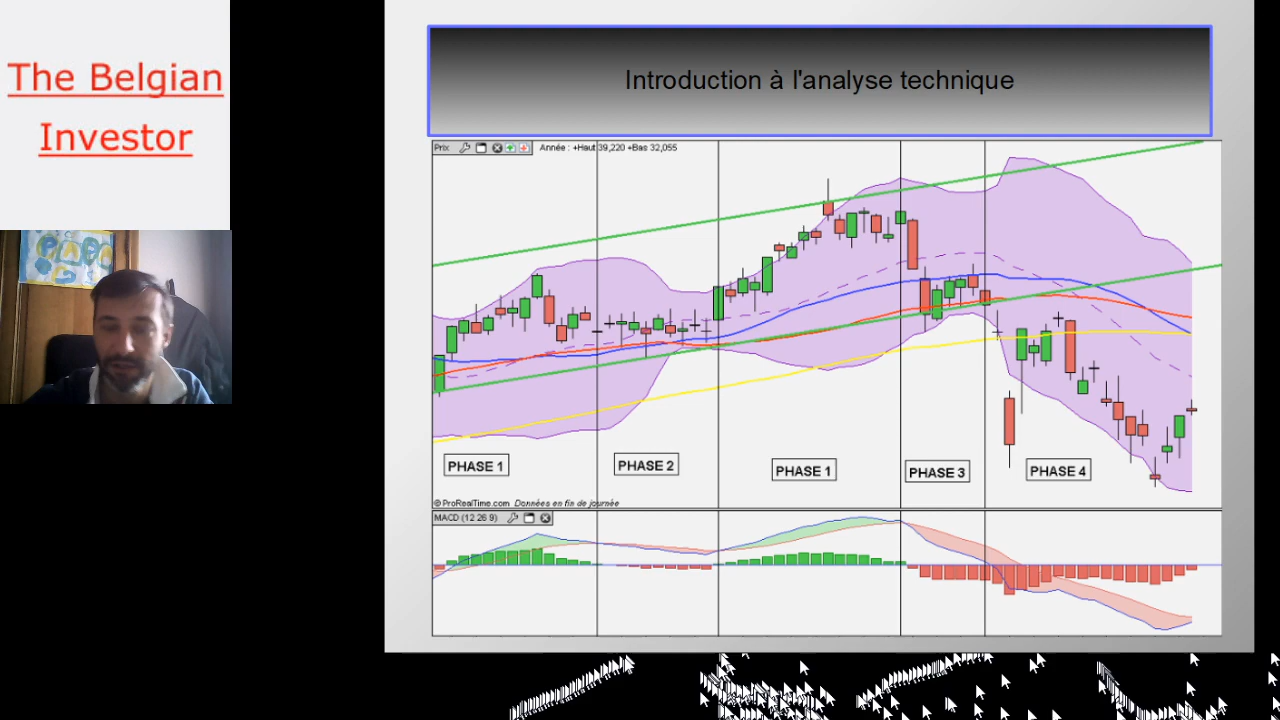 The Belgian
Investor
Introduction à l'analyse technique
Prix
Année : +Haut 39,220 +Bas 32,055
PHASE 1
PHASE 2
PHASE 1
PHASE 3
PHASE 4
© ProRealTime.com Données en fin de journée
MACD (12 26 9)